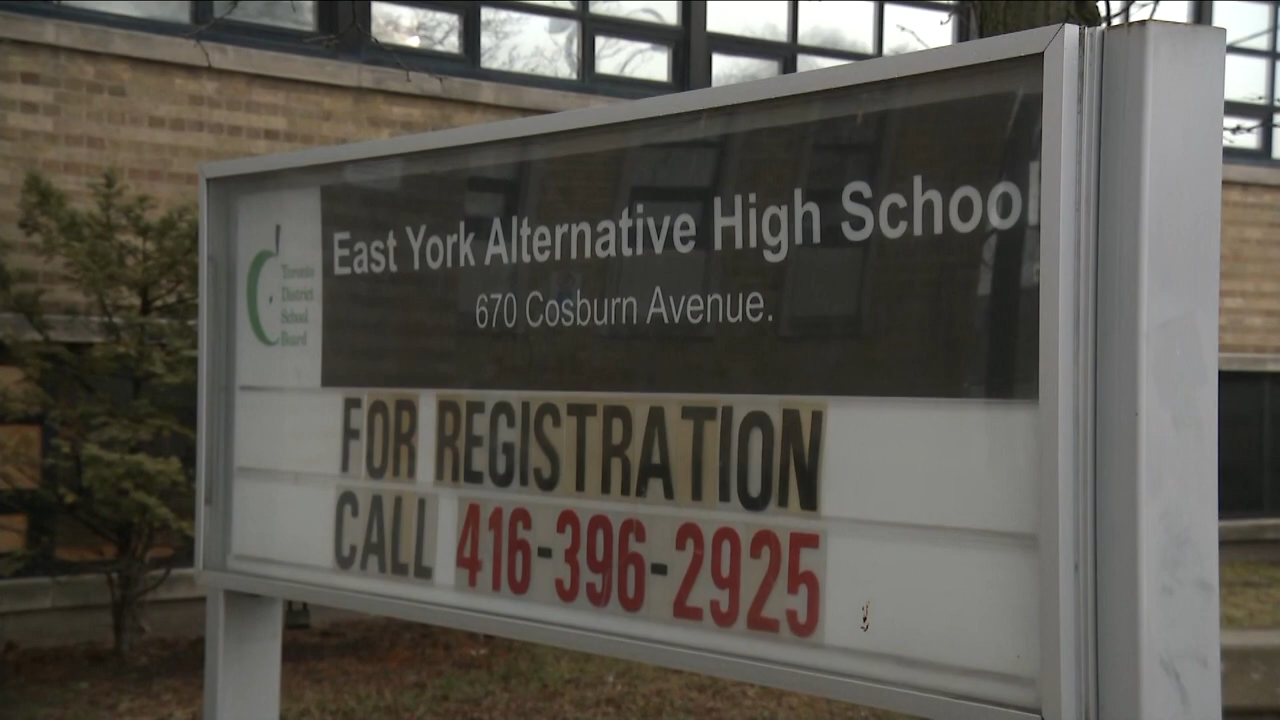 East York Alternative High School
670 Cosburn Avenue.
Toronto
District
School
Board
FOR REGISTRATION
CALL 416-396-2925